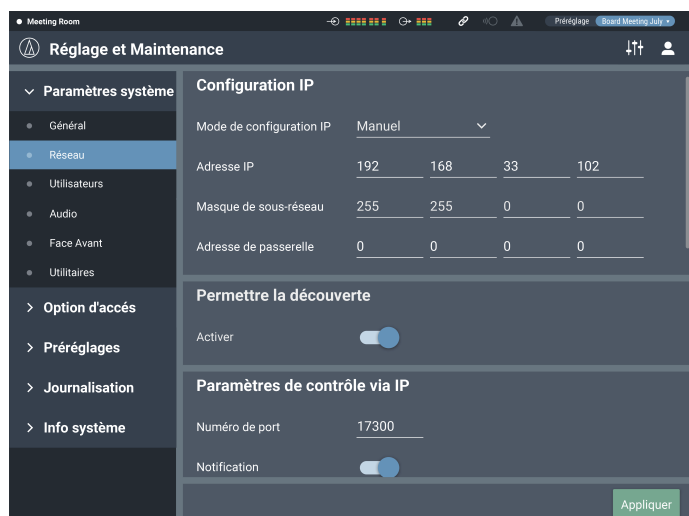 Meeting Room
Préréglage Board Meeting July
Réglage et Maintenance
Paramètres système
Général
Réseau
Utilisateurs
Audio
Face Avant
Utilitaires
Option d'accés
Préréglages
Journalisation
Info système
Configuration IP
Mode de configuration IP Manuel
Adresse IP 192 168 33 102
Masque de sous-réseau 255 255 0 0
Adresse de passerelle 0 0 0 0
Permettre la découverte
Activer
Paramètres de contrôle via IP
Numéro de port 17300
Notification
Appliquer